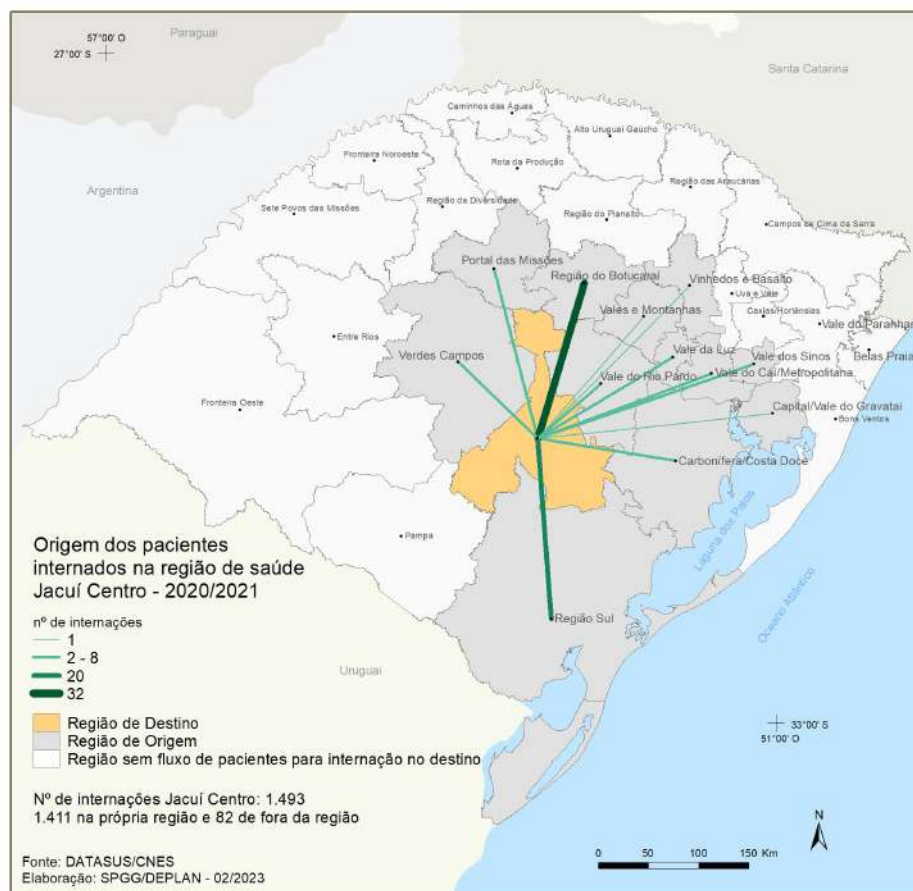 Paraguai
57°00' O
27°00' S
Santa Catarina
Caminhos das Águas
Alto Uruguai Gaúcho
Fronteira Noroeste
Rota da Produção
Região das Araucárias
Argentina
Sete Povos das Missões
Região da Diversidade
Região do Planalto
Campos de Cima da Serra
Portal das Missões
Região do Botucaraí
Vinhedos e Basalto
Uva e Vale
Vales e Montanhas
Caxias/Hortênsias
Vale do Paranhana
Entre Rios
Verdes Campos
Vale da Luz
Vale dos Sinos
Belas Praias
Vale do Caí/Metropolitana
Vale do Rio Pardo
Fronteira Oeste
Capital/Vale do Gravataí
Bons Ventos
Carbonífera/Costa Doce
Pampa
Laguna dos Patos
Oceano Atlântico
Região Sul
Uruguai
Origem dos pacientes
internados na região de saúde
Jacuí Centro - 2020/2021
nº de internações
1
2 - 8
20
32
Região de Destino
Região de Origem
Região sem fluxo de pacientes para internação no destino
33°00' S
51°00' O
Nº de internações Jacuí Centro: 1.493
1.411 na própria região e 82 de fora da região
N
0 50 100 150 Km
Fonte: DATASUS/CNES
Elaboração: SPGG/DEPLAN - 02/2023